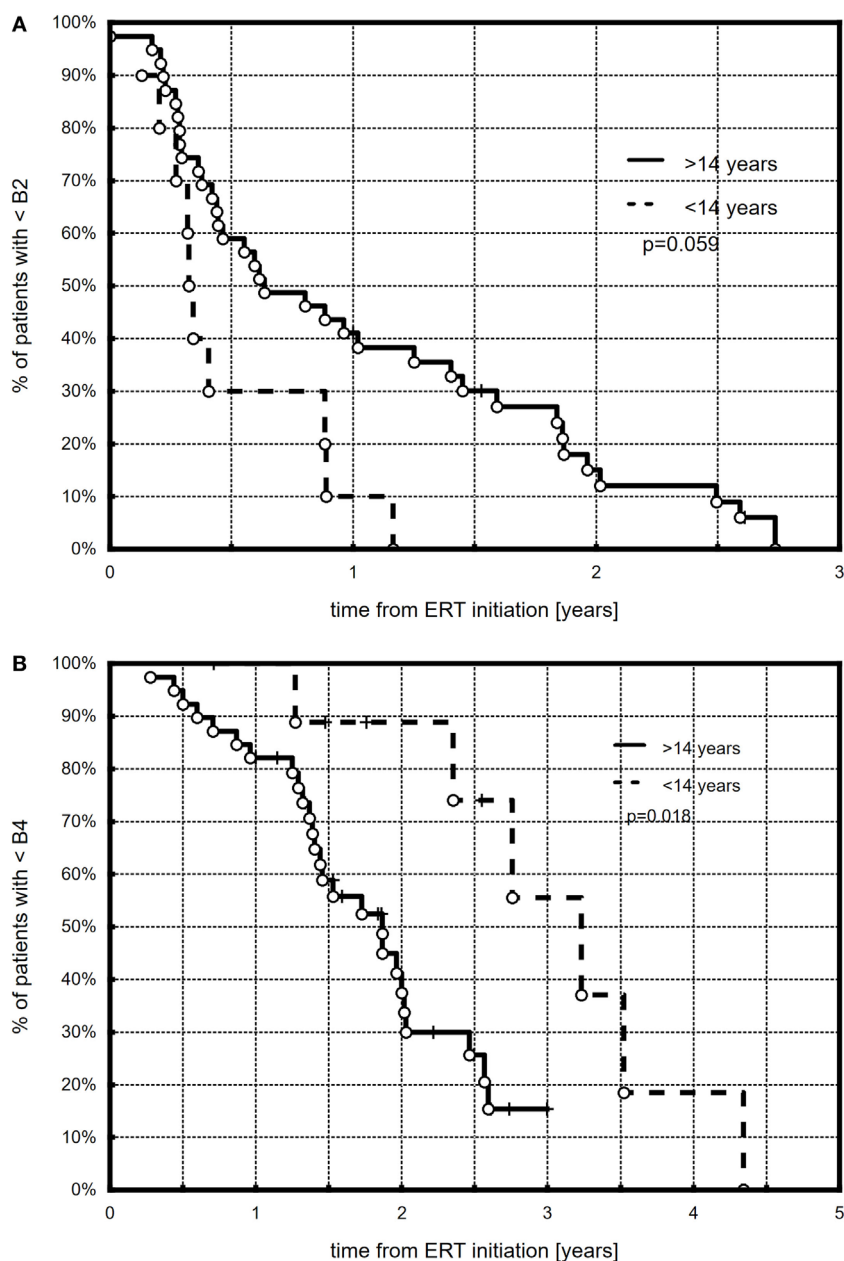 A
100%
90%
80%
70%
60%
50%
40%
30%
20%
10%
0%
% of patients with < B2
>14 years
<14 years
p=0.059
0 1 2 3
time from ERT initiation [years]
B
100%
90%
80%
70%
60%
50%
40%
30%
20%
10%
0%
% of patients with < B4
>14 years
<14 years
p=0.018
0 1 2 3 4 5
time from ERT initiation [years]